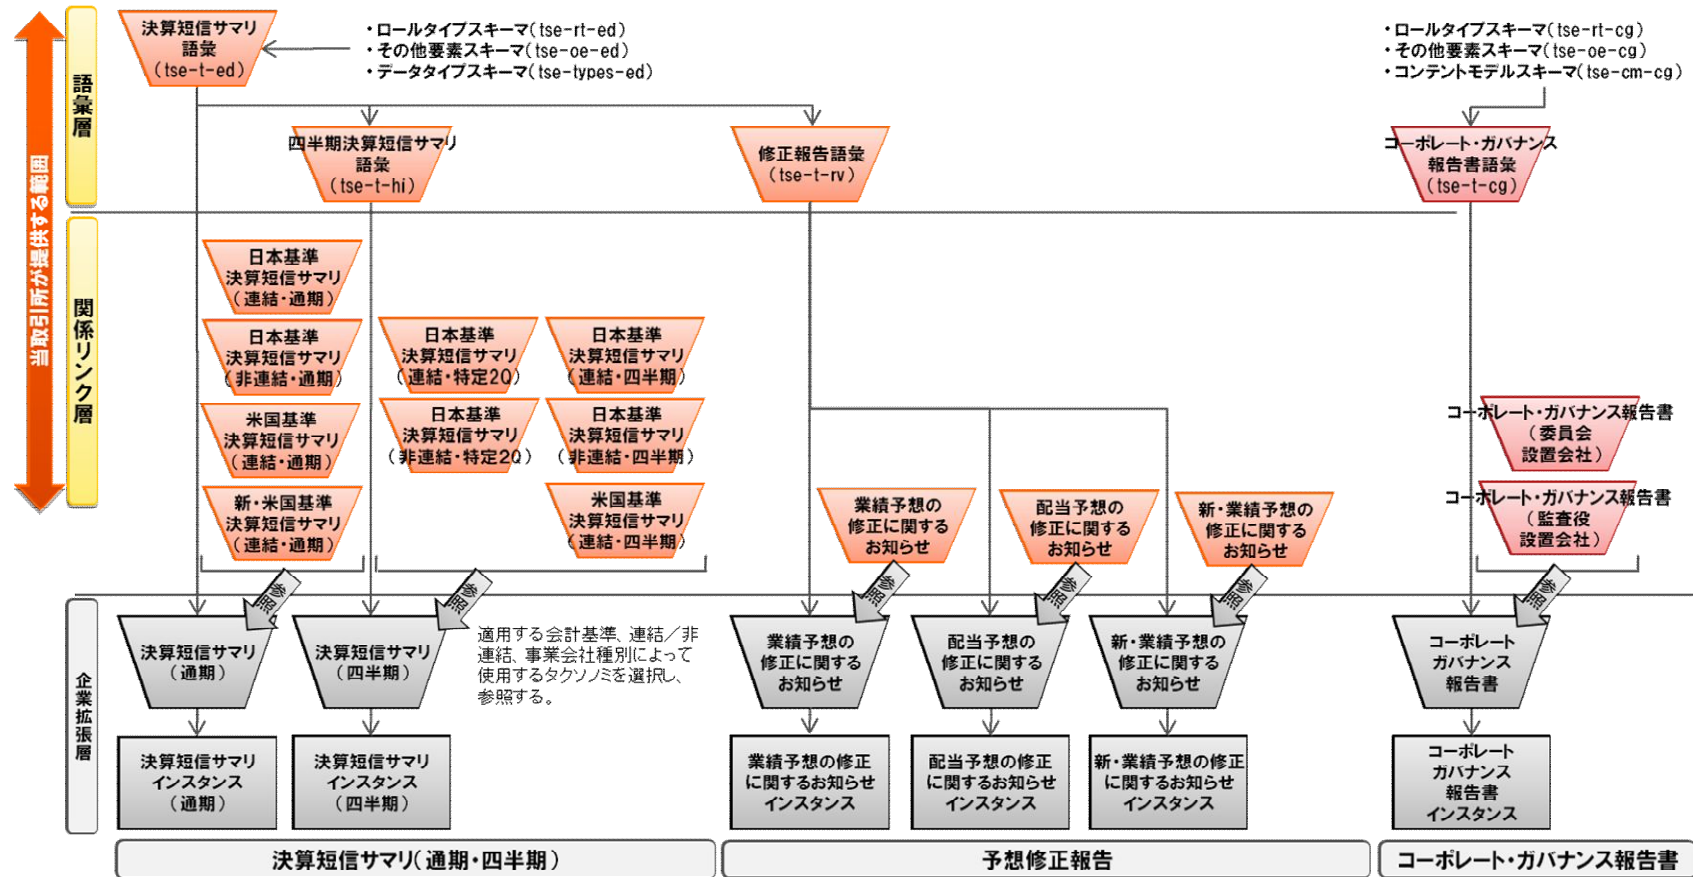 当取引所が提供する範囲
語彙層
決算短信サマリ
語彙
(tse-t-ed)
・ロールタイプスキーマ(tse-rt-ed)
・その他要素スキーマ(tse-oe-ed)
・データタイプスキーマ(tse-types-ed)
・ロールタイプスキーマ(tse-rt-cg)
・その他要素スキーマ(tse-oe-cg)
・コンテントモデルスキーマ(tse-cm-cg)
四半期決算短信サマリ
語彙
(tse-t-hi)
修正報告語彙
(tse-t-rv)
コーポレート・ガバナンス
報告書語彙
(tse-t-cg)
関係リンク層
日本基準
決算短信サマリ
(連結・通期)
日本基準
決算短信サマリ
(非連結・通期)
米国基準
決算短信サマリ
(連結・通期)
新・米国基準
決算短信サマリ
(連結・通期)
日本基準
決算短信サマリ
(連結・特定2Q)
日本基準
決算短信サマリ
(非連結・特定2Q)
日本基準
決算短信サマリ
(連結・四半期)
日本基準
決算短信サマリ
(非連結・四半期)
米国基準
決算短信サマリ
(連結・四半期)
業績予想の
修正に関する
お知らせ
配当予想の
修正に関する
お知らせ
新・業績予想の
修正に関する
お知らせ
コーポレート・ガバナンス報告書
(委員会
設置会社)
コーポレート・ガバナンス報告書
(監査役
設置会社)
参照
参照
参照
参照
参照
参照
企業拡張層
決算短信サマリ
(通期)
決算短信サマリ
(四半期)
適用する会計基準、連結／非
連結、事業会社種別によって
使用するタクソノミを選択し、
参照する。
業績予想の
修正に関する
お知らせ
配当予想の
修正に関する
お知らせ
新・業績予想の
修正に関する
お知らせ
コーポレート
ガバナンス
報告書
決算短信サマリ
インスタンス
(通期)
決算短信サマリ
インスタンス
(四半期)
業績予想の修正
に関するお知らせ
インスタンス
配当予想の修正
に関するお知らせ
インスタンス
新・業績予想の修正
に関するお知らせ
インスタンス
コーポレート
ガバナンス
報告書
インスタンス
決算短信サマリ(通期・四半期)
予想修正報告
コーポレート・ガバナンス報告書